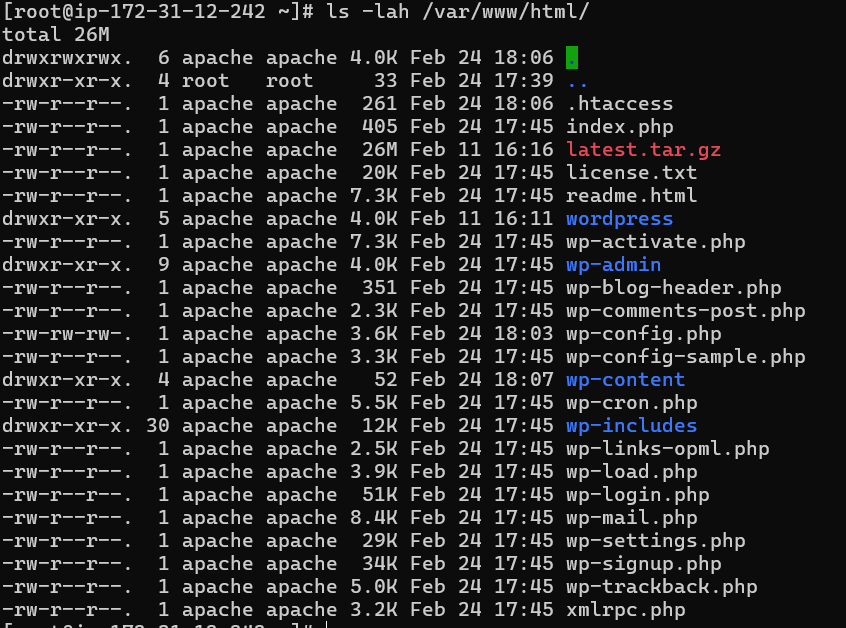 [root@ip-172-31-12-242 ~]# ls -lah /var/www/html/
total 26M
drwxrwxrwx.  6 apache apache 4.0K Feb 24 18:06 .
drwxr-xr-x.  4 root   root     33 Feb 24 17:39 ..
-rw-r--r--.  1 apache apache  261 Feb 24 18:06 .htaccess
-rw-r--r--.  1 apache apache  405 Feb 24 17:45 index.php
-rw-r--r--.  1 apache apache  26M Feb 11 16:16 latest.tar.gz
-rw-r--r--.  1 apache apache  20K Feb 24 17:45 license.txt
-rw-r--r--.  1 apache apache 7.3K Feb 24 17:45 readme.html
drwxr-xr-x.  5 apache apache 4.0K Feb 11 16:11 wordpress
-rw-r--r--.  1 apache apache 7.3K Feb 24 17:45 wp-activate.php
drwxr-xr-x.  9 apache apache 4.0K Feb 24 17:45 wp-admin
-rw-r--r--.  1 apache apache  351 Feb 24 17:45 wp-blog-header.php
-rw-r--r--.  1 apache apache 2.3K Feb 24 17:45 wp-comments-post.php
-rw-rw-rw-.  1 apache apache 3.6K Feb 24 18:03 wp-config.php
-rw-r--r--.  1 apache apache 3.3K Feb 24 17:45 wp-config-sample.php
drwxr-xr-x.  4 apache apache   52 Feb 24 18:07 wp-content
-rw-r--r--.  1 apache apache 5.5K Feb 24 17:45 wp-cron.php
drwxr-xr-x. 30 apache apache  12K Feb 24 17:45 wp-includes
-rw-r--r--.  1 apache apache 2.5K Feb 24 17:45 wp-links-opml.php
-rw-r--r--.  1 apache apache 3.9K Feb 24 17:45 wp-load.php
-rw-r--r--.  1 apache apache  51K Feb 24 17:45 wp-login.php
-rw-r--r--.  1 apache apache 8.4K Feb 24 17:45 wp-mail.php
-rw-r--r--.  1 apache apache  29K Feb 24 17:45 wp-settings.php
-rw-r--r--.  1 apache apache  34K Feb 24 17:45 wp-signup.php
-rw-r--r--.  1 apache apache 5.0K Feb 24 17:45 wp-trackback.php
-rw-r--r--.  1 apache apache 3.2K Feb 24 17:45 xmlrpc.php
[root@ip-172-31-12-242 ~]#